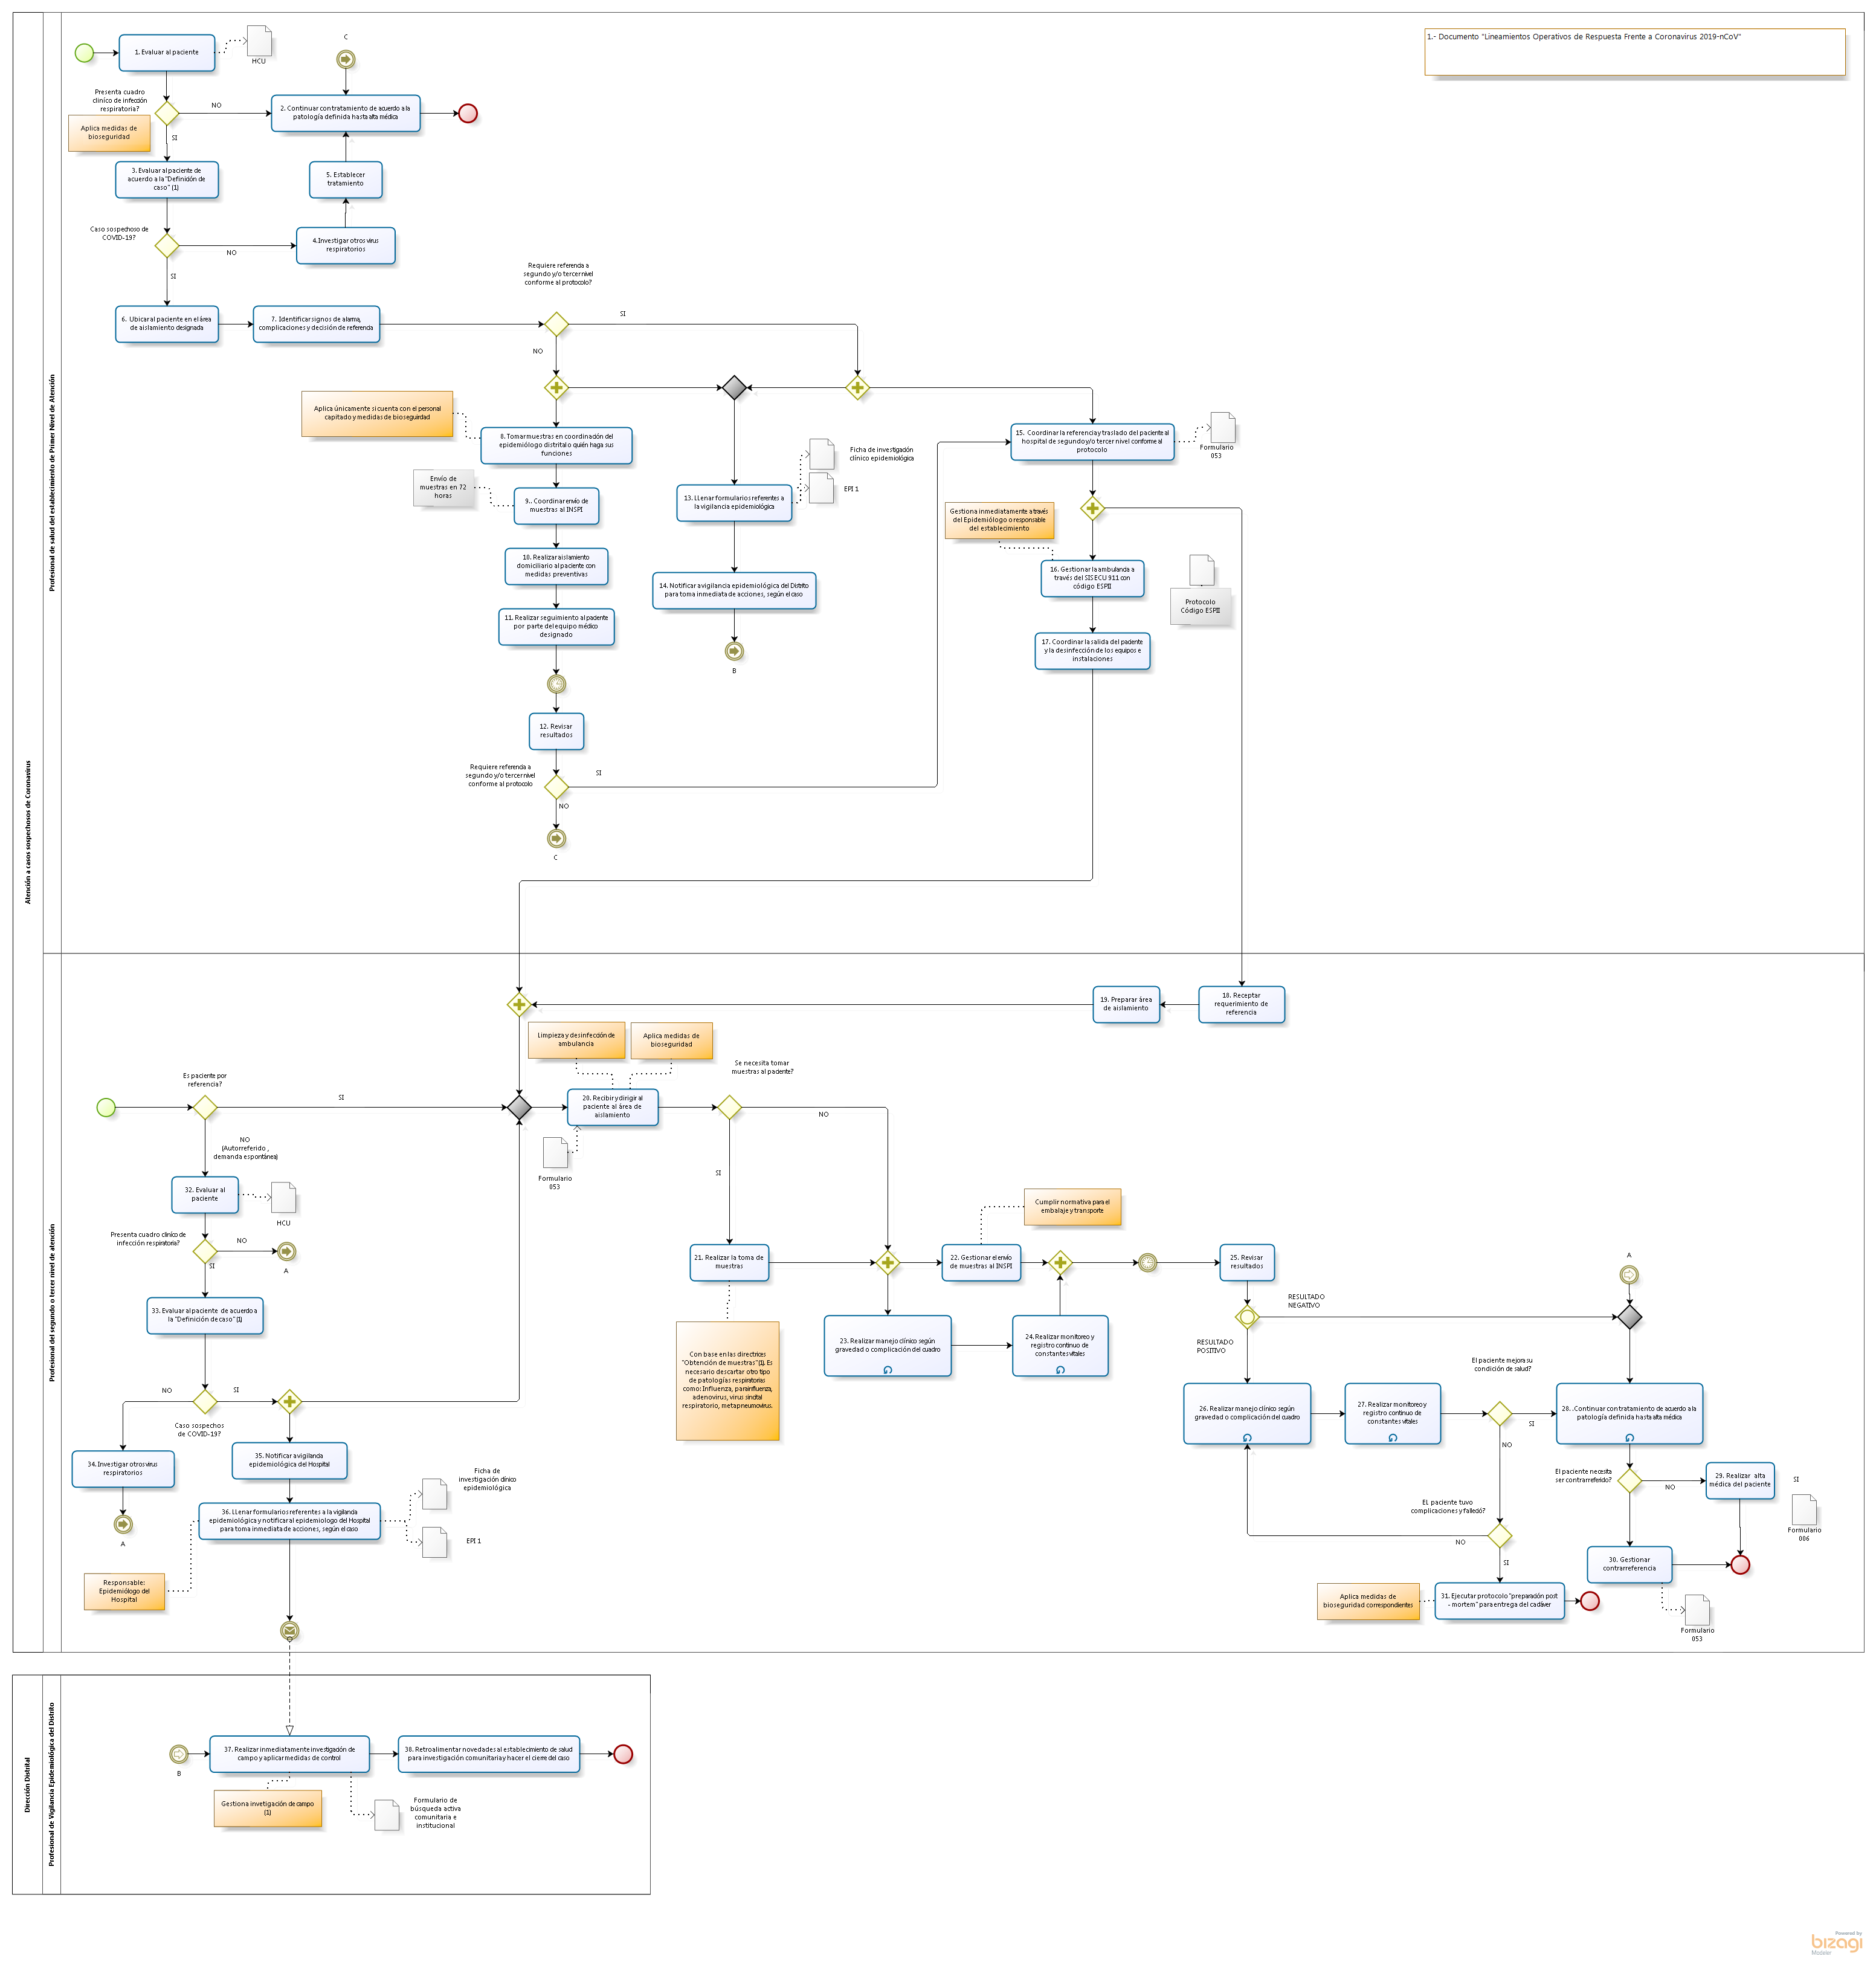 1.- Documento "Lineamientos Operativos de Respuesta Frente a Coronavirus 2019-nCoV"
Atención a casos sospechosos de Coronavirus
Profesional de salud del establecimiento de Primer Nivel de Atención
1. Evaluar al paciente
HCU
C
Presenta cuadro
clínico de infección
respiratoria?
NO
SI
Aplica medidas de
bioseguridad
2. Continuar con tratamiento de acuerdo a la
patología definida hasta alta médica
3. Evaluar al paciente de
acuerdo a la "Definición de
caso" (1)
5. Establecer
tratamiento
Caso sospechoso de
COVID-19?
NO
SI
4.Investigar otros virus
respiratorios
6. Ubicar al paciente en el área
de aislamiento designada
7. Identificar signos de alarma,
complicaciones y decisión de referencia
Requiere referencia a
segundo y/o tercer nivel
conforme al protocolo?
SI
NO
Aplica únicamente si cuenta con el personal
capitado y medidas de bioseguirdad
8. Tomar muestras en coordinación del
epidemiólogo distrital o quién haga sus
funciones
Envío de
muestras en 72
horas
9.. Coordinar envío de
muestras al INSPI
10. Realizar aislamiento
domiciliario al paciente con
medidas preventivas
11. Realizar seguimiento al paciente
por parte del equipo médico
designado
12. Revisar
resultados
Requiere referencia a
segundo y/o tercer nivel
conforme al protocolo
SI
NO
C
Ficha de investigación
clínico epidemiológica
EPI 1
13. LLenar formularios referentes a
la vigilancia epidemiológica
14. Notificar a vigilancia epidemiológica del Distrito
para toma inmediata de acciones, según el caso
B
15. Coordinar la referencia y traslado del paciente al
hospital de segundo y/o tercer nivel conforme al
protocolo
Formulario
053
Gestiona inmediatamente a través
del Epidemiólogo o responsable
del establecimiento
16. Gestionar la ambulancia a
través del SIS ECU 911 con
código ESPII
Protocolo
Código ESPII
17. Coordinar la salida del paciente
y la desinfección de los equipos e
instalaciones
Profesional del segundo o tercer nivel de atención
18. Receptar
requerimiento de
referencia
19. Preparar área
de aislamiento
Limpieza y desinfección de
ambulancia
Aplica medidas de
bioseguridad
Es paciente por
referencia?
SI
NO
(Autorreferido ,
demanda espontánea)
20. Recibir y dirigir al
paciente al área de
aislamiento
Formulario
053
Se necesita tomar
muestras al paciente?
NO
SI
32. Evaluar al
paciente
HCU
Presenta cuadro clínico de
infección respiratoria?
NO
A
SI
33. Evaluar al paciente de acuerdo a
la "Definición de caso" (1)
NO
SI
Caso sospechos
de COVID-19?
34. Investigar otros virus
respiratorios
A
35. Notificar a vigilancia
epidemiológica del Hospital
36. LLenar formularios referentes a la vigilancia
epidemiológica y notificar al epidemiologo del Hospital
para toma inmediata de acciones, según el caso
Ficha de
investigación clínico
epidemiológica
EPI 1
Responsable:
Epidemiólogo del
Hospital
21. Realizar la toma de
muestras
Con base en las directrices
"Obtención de muestras"(1). Es
necesario descartar otro tipo
de patologías respiratorias
como: Influenza, parainfluenza,
adenovirus, virus sincital
respiratorio, metapneumovirus.
Cumplir normativa para el
embalaje y transporte
22. Gestionar el envío
de muestras al INSPI
23. Realizar manejo clínico según
gravedad o complicación del cuadro
24. Realizar monitoreo y
registro continuo de
constantes vitales
25. Revisar
resultados
RESULTADO
NEGATIVO
RESULTADO
POSITIVO
A
El paciente mejora su
condición de salud?
26. Realizar manejo clínico según
gravedad o complicación del cuadro
27. Realizar monitoreo y
registro continuo de
constantes vitales
SI
NO
28. .Continuar con tratamiento de acuerdo a la
patología definida hasta alta médica
El paciente necesita
ser contrarreferido?
NO
29. Realizar alta
médica del paciente
SI
Formulario
006
EL paciente tuvo
complicaciones y falleció?
NO
SI
30. Gestionar
contrarreferencia
Formulario
053
Aplica medidas de
bioseguridad correspondientes
31. Ejecutar protocolo "preparación post
- mortem" para entrega del cadáver
Dirección Distrital
Profesional de Vigilancia Epidemiológica del Distrito
B
37. Realizar inmediatamente investigación de
campo y aplicar medidas de control
38. Retroalimentar novedades al establecimiento de salud
para investigación comunitaria y hacer el cierre del caso
Gestiona invetigación de campo
(1)
Formulario de
búsqueda activa
comunitaria e
institucional
Powered by
bizagi
Modeler